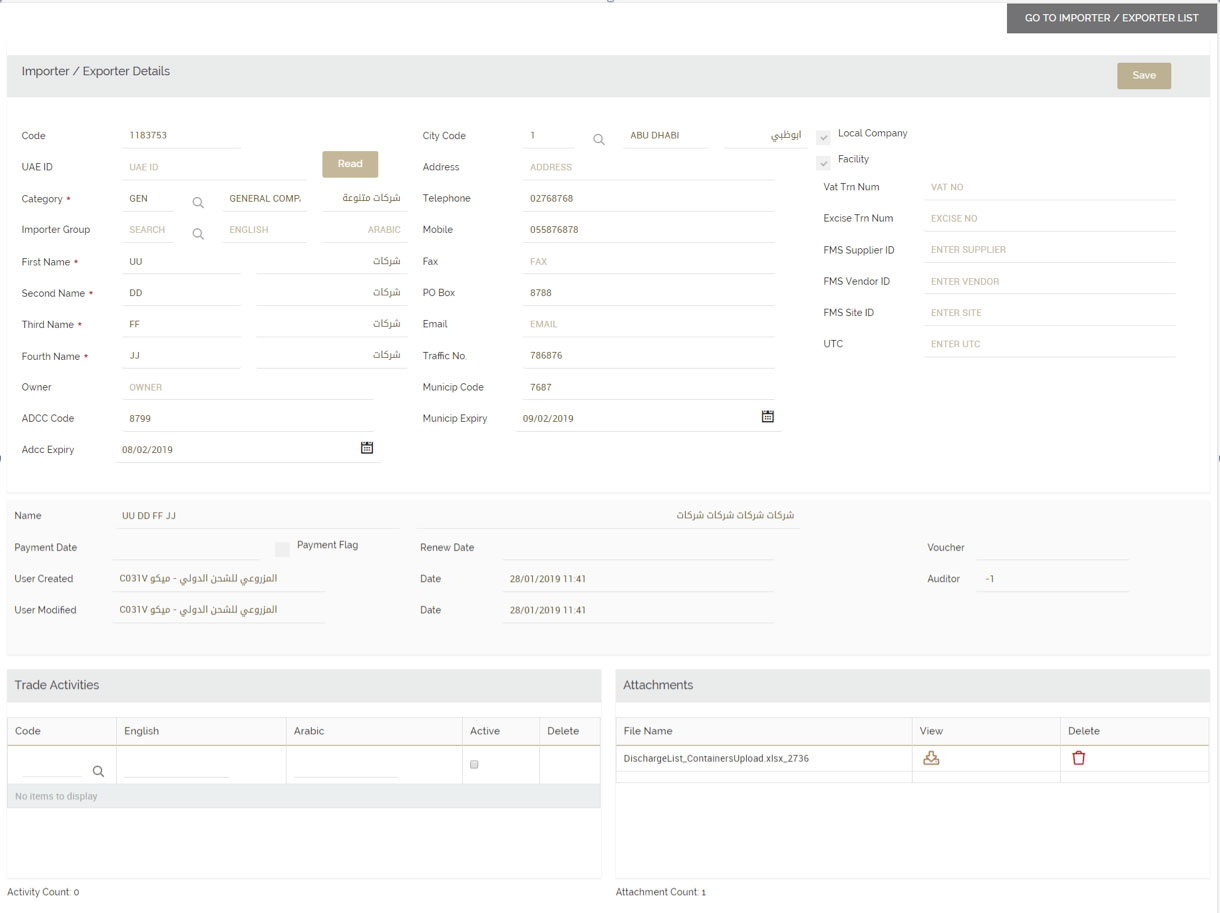 GO TO IMPORTER / EXPORTER LIST
Importer / Exporter Details
Save
Code 1183753 City Code 1 ABU DHABI ابوظبي Local Company
UAE ID UAE ID Read Address ADDRESS Facility
Category * GEN GENERAL COMP. شركات متنوعة Telephone 02768768 Vat Trn Num VAT NO
Importer Group SEARCH ENGLISH ARABIC Mobile 055876878 Excise Trn Num EXCISE NO
First Name * UU شركات Fax FAX FMS Supplier ID ENTER SUPPLIER
Second Name * DD شركات PO Box 8788 FMS Vendor ID ENTER VENDOR
Third Name * FF شركات Email EMAIL FMS Site ID ENTER SITE
Fourth Name * JJ شركات Traffic No. 786876 UTC ENTER UTC
Owner OWNER Municip Code 7687
ADCC Code 8799 Municip Expiry 09/02/2019
Adcc Expiry 08/02/2019
Name UU DD FF JJ شركات شركات شركات شركات
Payment Date Payment Flag Renew Date Voucher
User Created C031V المزروعي للشحن الدولي - ميكو Date 28/01/2019 11:41 Auditor -1
User Modified C031V المزروعي للشحن الدولي - ميكو Date 28/01/2019 11:41
Trade Activities Attachments
Code English Arabic Active Delete File Name View Delete
DischargeList_ContainersUpload.xlsx_2736
No items to display
Activity Count: 0 Attachment Count: 1